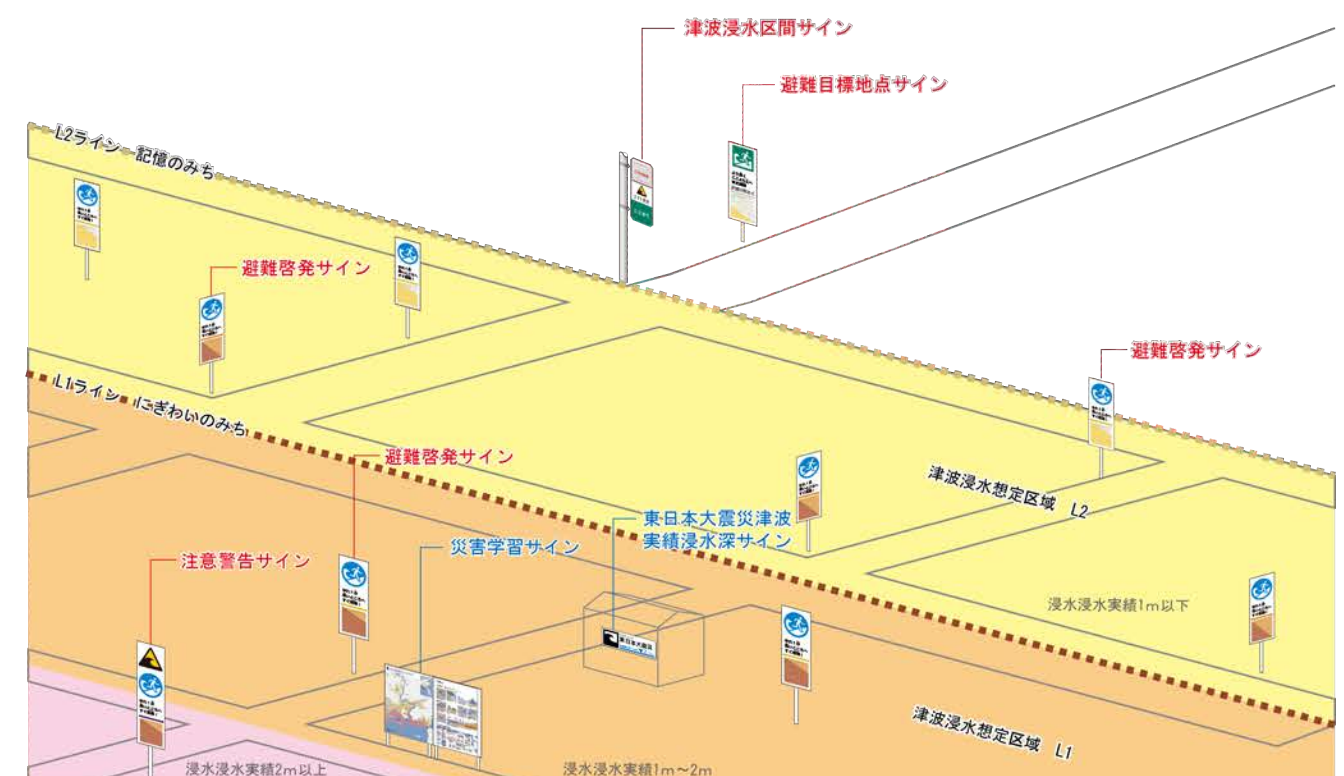 津波浸水区間サイン
避難目標地点サイン
L2ライン 記憶のみち
避難啓発サイン
避難啓発サイン
L1ライン にぎわいのみち
避難啓発サイン
津波浸水想定区域 L2
東日本大震災津波
実績浸水深サイン
災害学習サイン
注意警告サイン
浸水浸水実績1m以下
東日本大震災
津波浸水想定区域 L1
浸水浸水実績2m以上
浸水浸水実績1m~2m